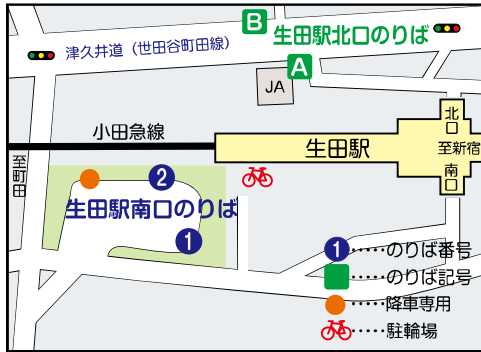 B
生田駅北口のりば
津久井道（世田谷町田線）
A
JA
北口
小田急線
生田駅
至新宿
至町田
南口
2
生田駅南口のりば
1
1‥‥‥のりば番号
‥‥‥のりば記号
‥‥‥降車専用
‥‥‥駐輪場